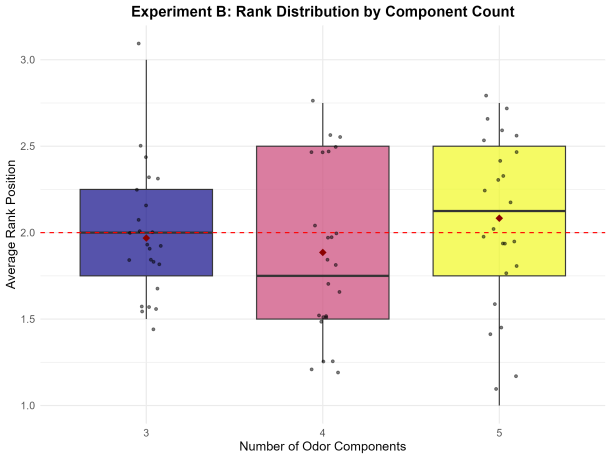 Experiment B: Rank Distribution by Component Count
Average Rank Position
3.0
2.5
2.0
1.5
1.0
3
4
5
Number of Odor Components